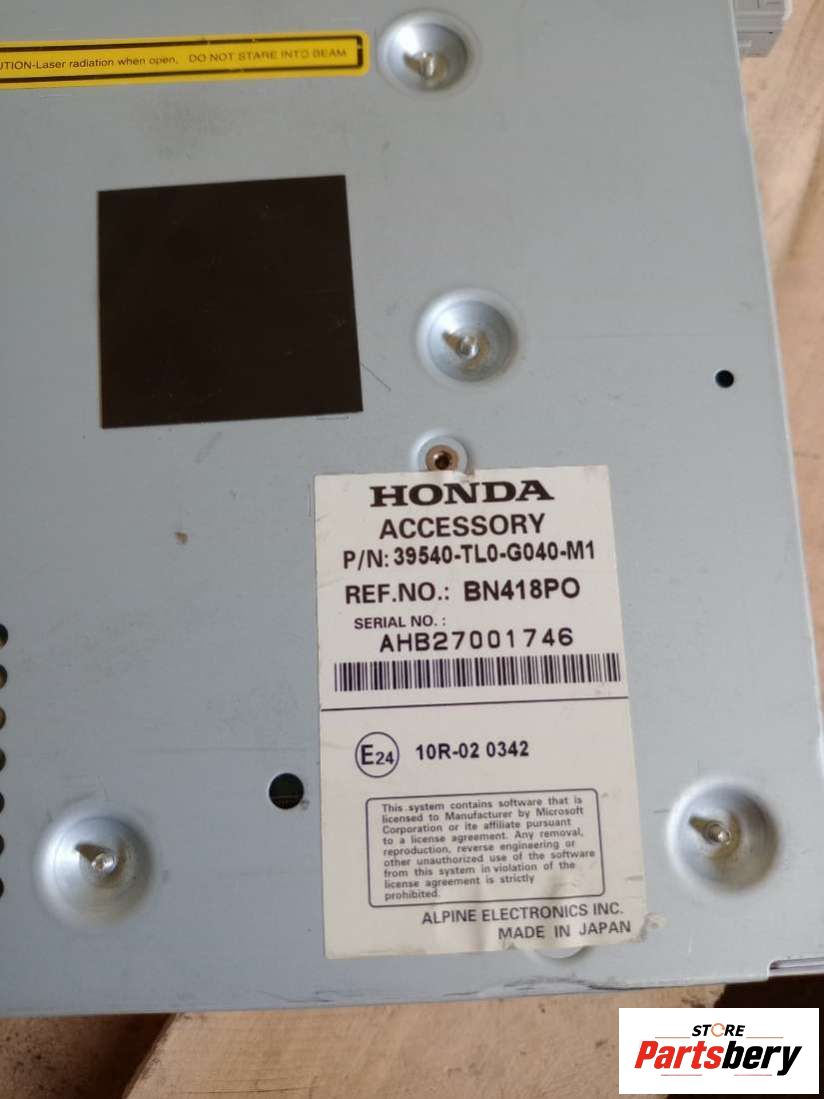 UTION-Laser radiation when open, DO NOT STARE INTO BEAM
HONDA
ACCESSORY
P/N: 39540-TL0-G040-M1
REF.NO.: BN418PO
SERIAL NO.:
AHB27001746
E24 10R-02 0342
This system contains software that is
licensed to Manufacturer by Microsoft
Corporation or its affiliate pursuant
to a license agreement. Any removal,
reproduction, reverse engineering or
other unauthorized use of the software
from this system in violation of the
license agreement is strictly
prohibited.
ALPINE ELECTRONICS INC.
MADE IN JAPAN
STORE
Partsbery